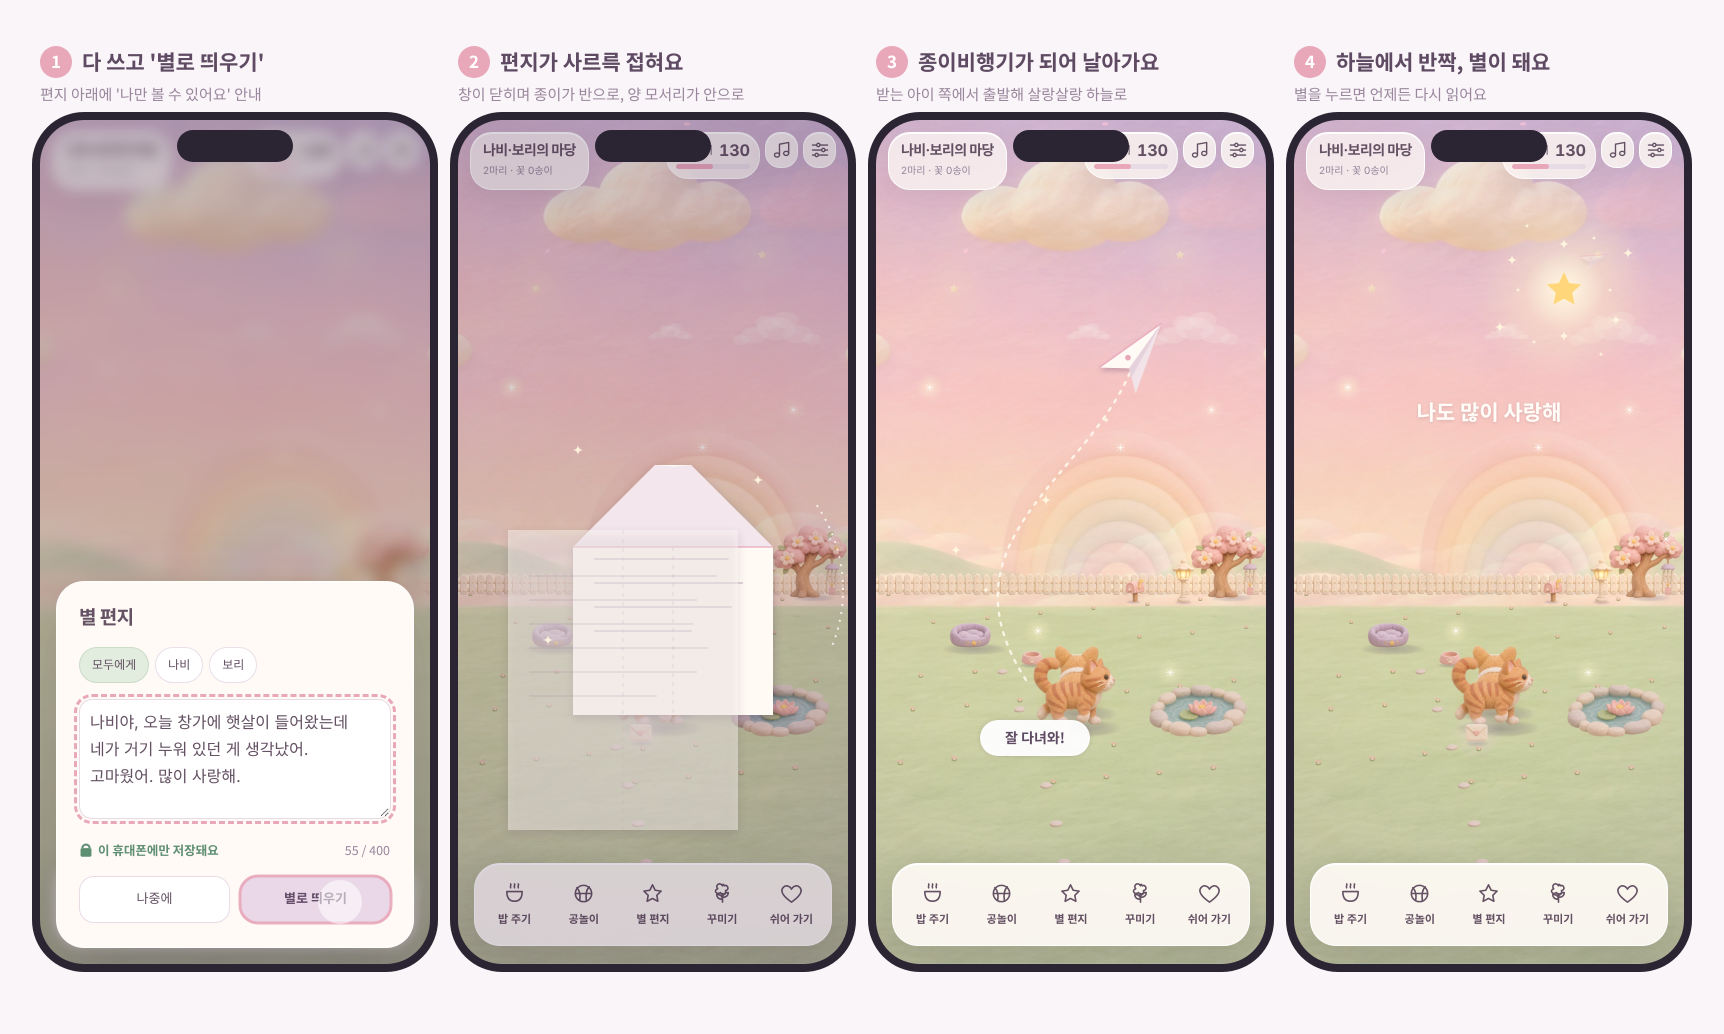 1 다 쓰고 '별로 띄우기'
편지 아래에 '나만 볼 수 있어요' 안내
별 편지
모두에게 나비 보리
나비야, 오늘 창가에 햇살이 들어왔는데
네가 거기 누워 있던 게 생각났어.
고마웠어. 많이 사랑해.
이 휴대폰에만 저장돼요 55 / 400
나중에 별로 띄우기
2 편지가 사르륵 접혀요
창이 닫히며 종이가 반으로, 양 모서리가 안으로
나비·보리의 마당 130
2마리 · 꽃 0송이
밥 주기 공놀이 별 편지 꾸미기 쉬어 가기
3 종이비행기가 되어 날아가요
받는 아이 쪽에서 출발해 살랑살랑 하늘로
나비·보리의 마당 130
2마리 · 꽃 0송이
잘 다녀와!
밥 주기 공놀이 별 편지 꾸미기 쉬어 가기
4 하늘에서 반짝, 별이 돼요
별을 누르면 언제든 다시 읽어요
나비·보리의 마당 130
2마리 · 꽃 0송이
나도 많이 사랑해
밥 주기 공놀이 별 편지 꾸미기 쉬어 가기